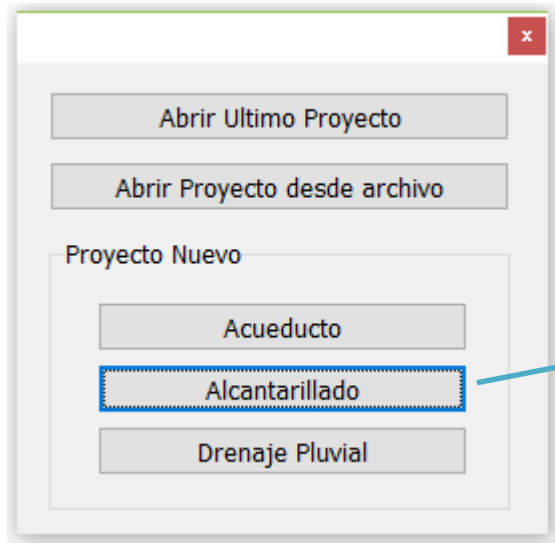 x
Abrir Ultimo Proyecto
Abrir Proyecto desde archivo
Proyecto Nuevo
Acueducto
Alcantarillado
Drenaje Pluvial